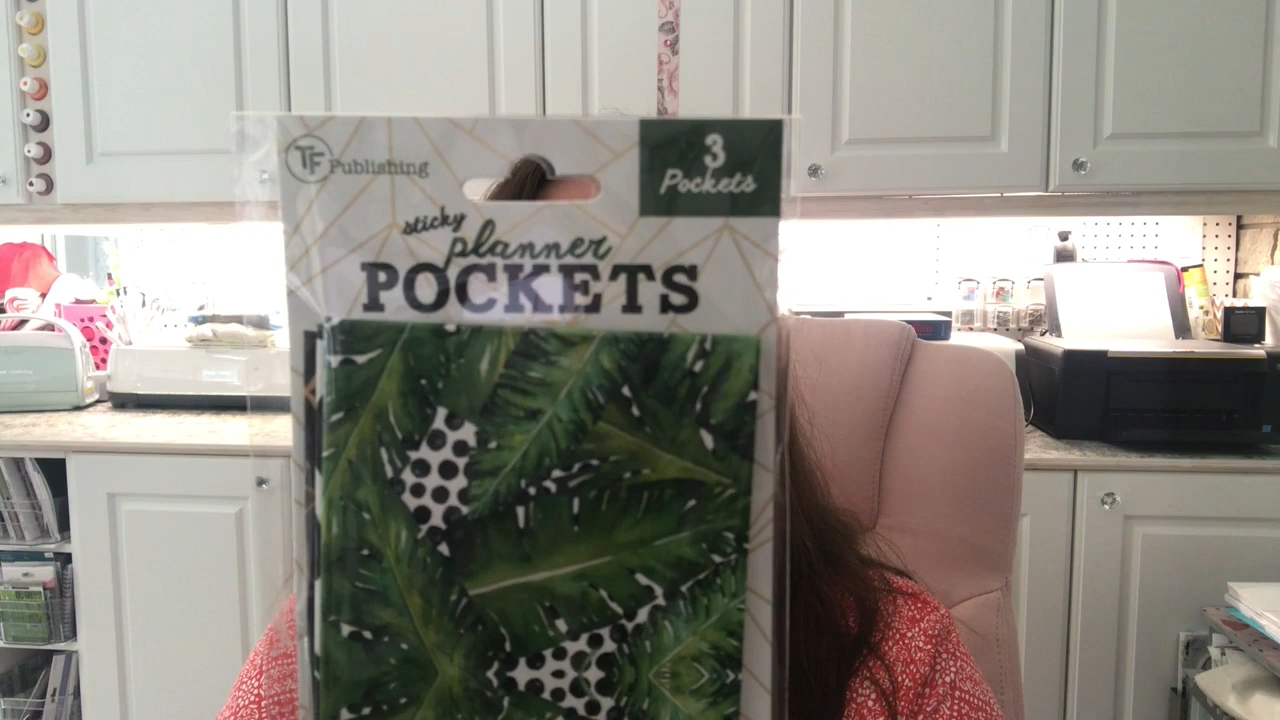 TF Publishing
3
Pockets
sticky
planner
POCKETS